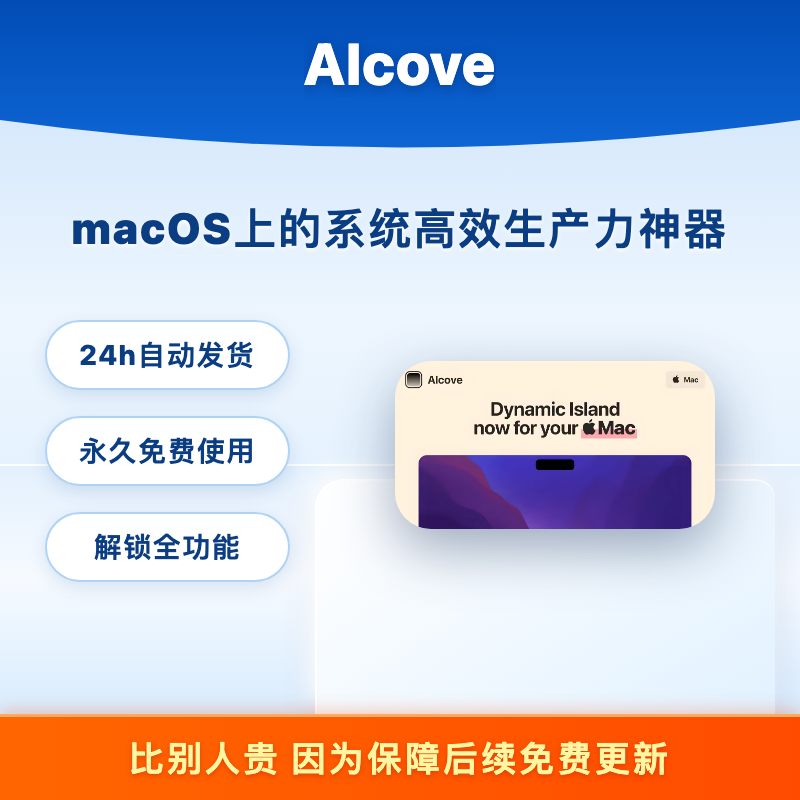 Alcove
macOS上的系统高效生产力神器
24h自动发货
永久免费使用
解锁全功能
Alcove
Mac
Dynamic Island
now for your Mac
比别人贵 因为保障后续免费更新